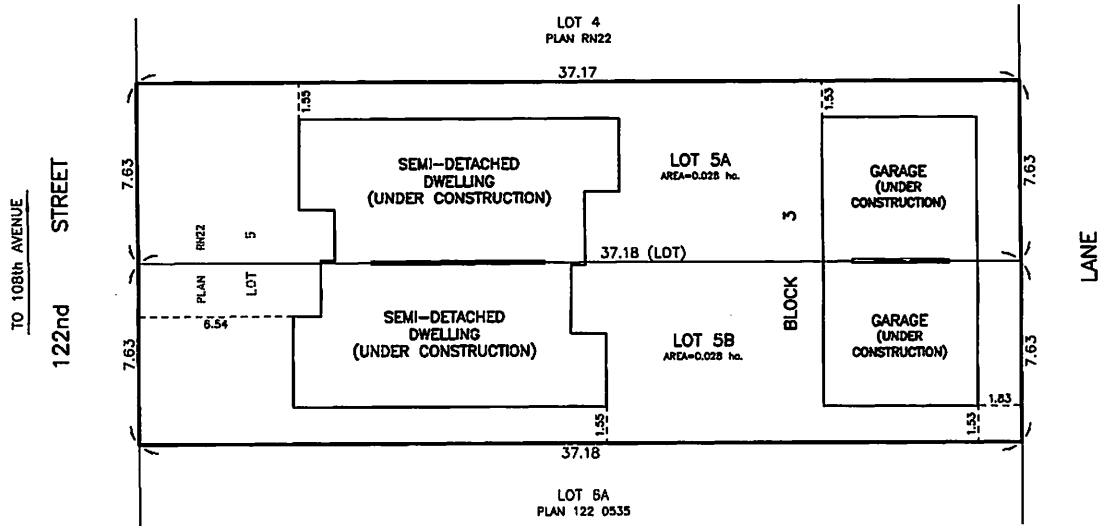 LOT 4
PLAN RN22
37.17
1.55
1.53
7.63
7.63
TO 108th AVENUE
122nd STREET
SEMI-DETACHED
DWELLING
(UNDER CONSTRUCTION)
LOT 5A
AREA=0.028 ha.
GARAGE
(UNDER
CONSTRUCTION)
PLAN RN22
LOT 5
37.18 (LOT)
BLOCK 3
LANE
6.54
SEMI-DETACHED
DWELLING
(UNDER CONSTRUCTION)
LOT 5B
AREA=0.028 ha.
GARAGE
(UNDER
CONSTRUCTION)
7.63
7.63
1.83
1.55
1.53
37.18
LOT 6A
PLAN 122 0535